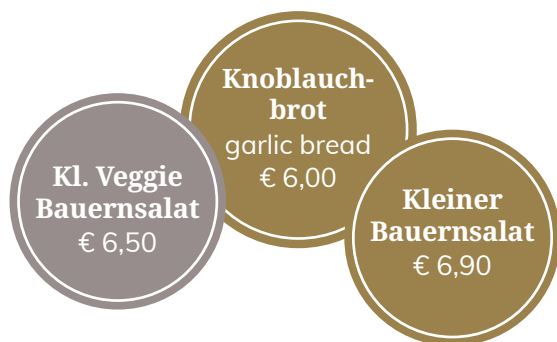 Knoblauch-
brot
garlic bread
€ 6,00
Kl. Veggie
Bauernsalat
€ 6,50
Kleiner
Bauernsalat
€ 6,90